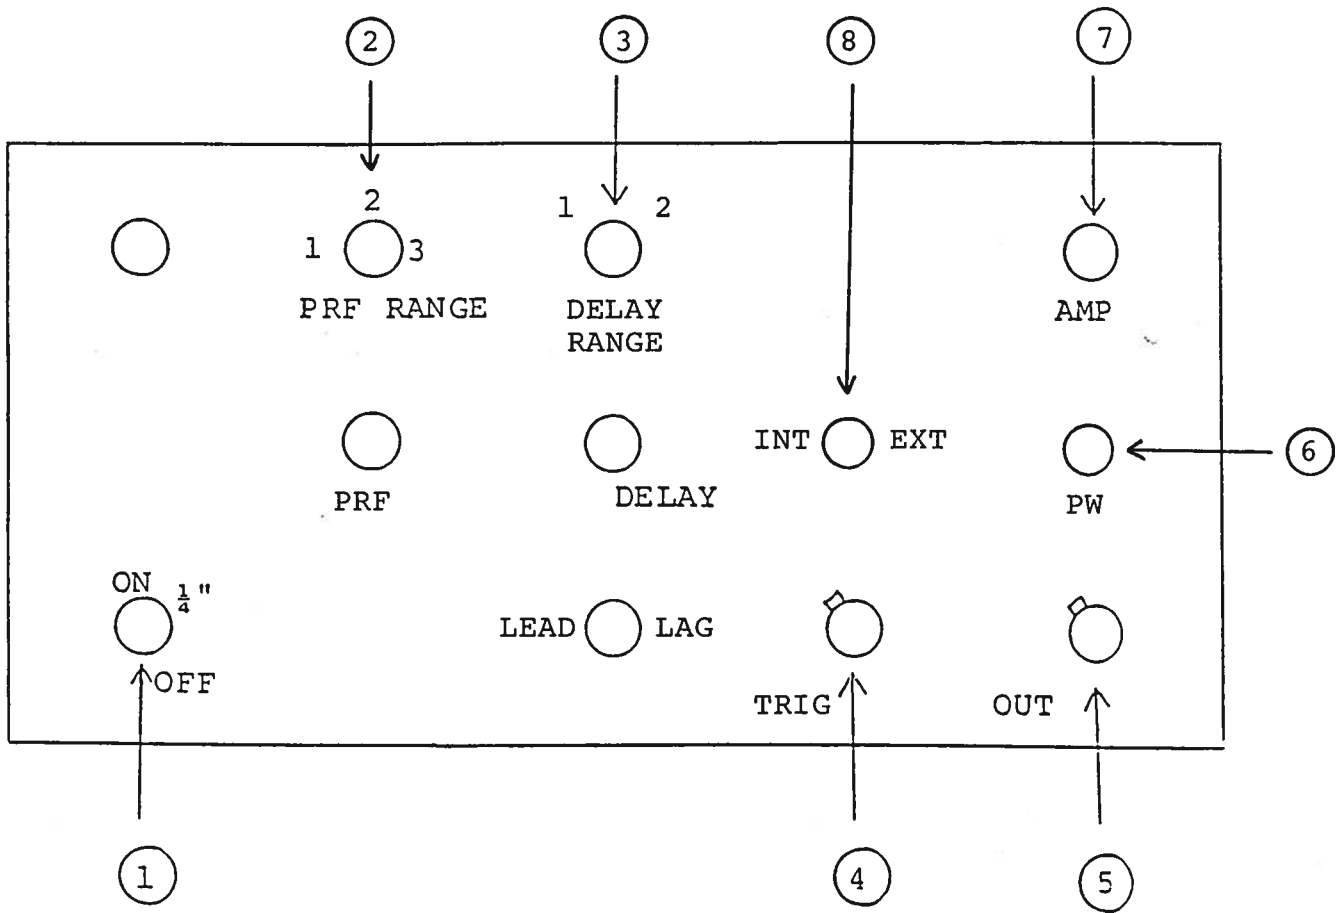 2 3 8 7
2
1 2
1 3
PRF RANGE
DELAY
RANGE
AMP
INT EXT
6
PRF
DELAY
PW
ON ¼"
LEAD LAG
OFF
TRIG
OUT
1 4 5